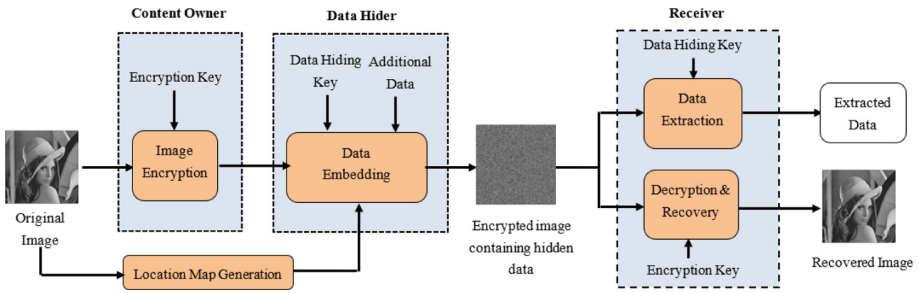 Content Owner
Data Hider
Receiver
Encryption Key
Data Hiding
Key
Additional
Data
Data Hiding Key
Image
Encryption
Data
Embedding
Data
Extraction
Extracted
Data
Original
Image
Encrypted image
containing hidden
data
Decryption &
Recovery
Encryption Key
Recovered Image
Location Map Generation